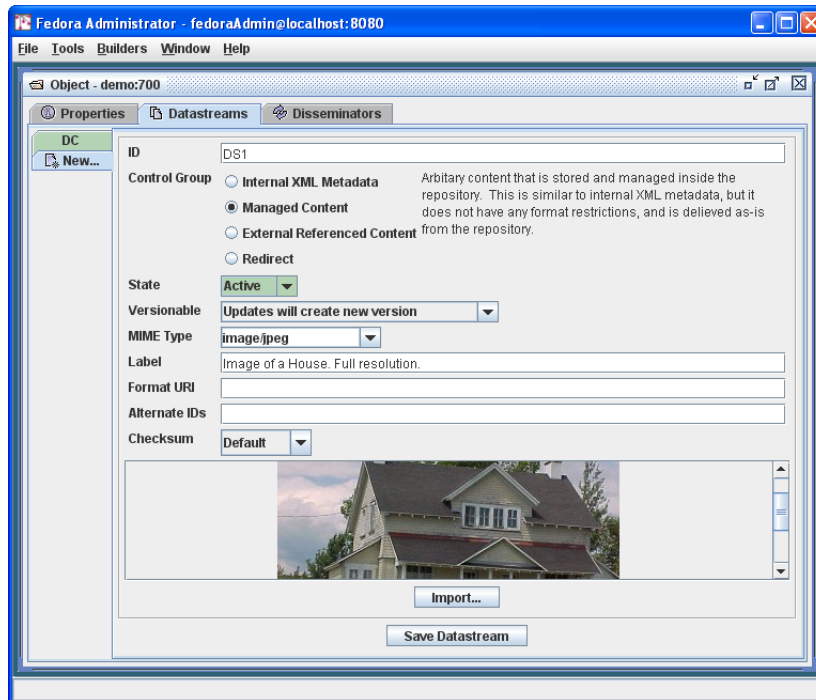 Fedora Administrator - fedoraAdmin@localhost:8080
File Tools Builders Window Help
Object - demo:700
Properties Datastreams Disseminators
DC
New...
ID DS1
Control Group
Internal XML Metadata
Managed Content
External Referenced Content
Redirect
Arbitary content that is stored and managed inside the
repository. This is similar to internal XML metadata, but it
does not have any format restrictions, and is delieved as-is
from the repository.
State Active
Versionable Updates will create new version
MIME Type image/jpeg
Label Image of a House. Full resolution.
Format URI
Alternate IDs
Checksum Default
Import...
Save Datastream